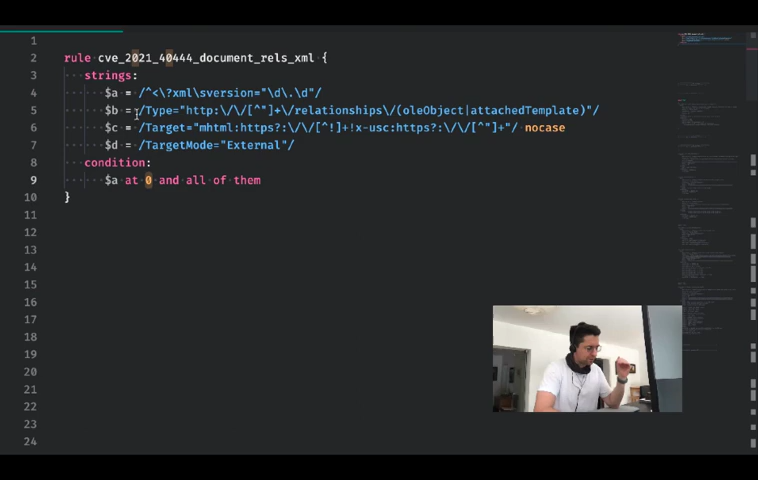 1
2 rule cve_2021_40444_document_rels_xml {
3 strings:
4 $a = /^<\?xml\sversion="\d\.\d"/
5 $b = /Type="http:\/\/[^"]+\/relationships\/(oleObject|attachedTemplate)"/
6 $c = /Target="mhtml:https?:\/\/[^!]+!x-usc:https?:\/\/[^"]+"/ nocase
7 $d = /TargetMode="External"/
8 condition:
9 $a at 0 and all of them
10 }
11
12
13
14
15
16
17
18
19
20
21
22
23
24